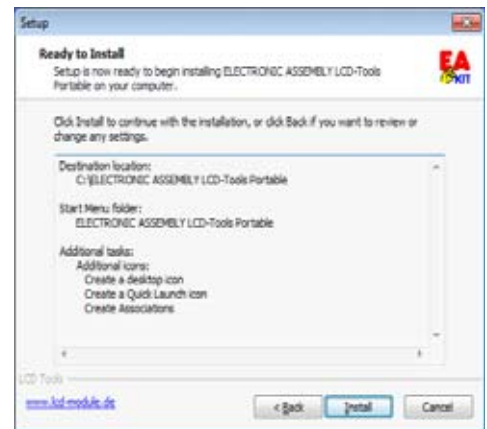 Setup
Ready to Install
Setup is now ready to begin installing ELECTRONIC ASSEMBLY LCD-Tools
Portable on your computer.
EA
KIT
Click Install to continue with the installation, or click Back if you want to review or
change any settings.
Destination location:
C:\ELECTRONIC ASSEMBLY LCD-Tools Portable
Start Menu folder:
ELECTRONIC ASSEMBLY LCD-Tools Portable
Additional tasks:
Additional icons:
Create a desktop icon
Create a Quick Launch icon
Create Associations
LCD Tools
www.lcd-module.de
< Back
Install
Cancel